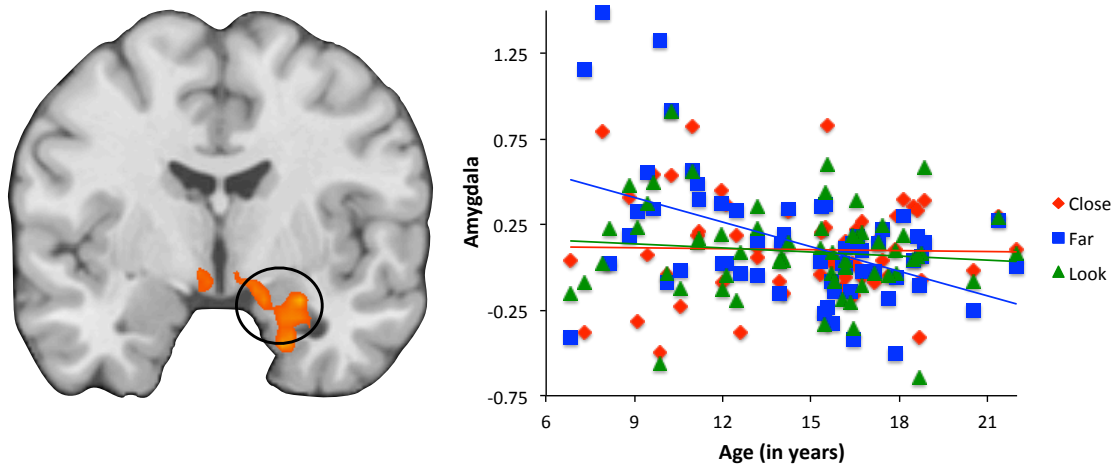 1.25
0.75
0.25
-0.25
-0.75
Amygdala
6 9 12 15 18 21
Age (in years)
Close
Far
Look